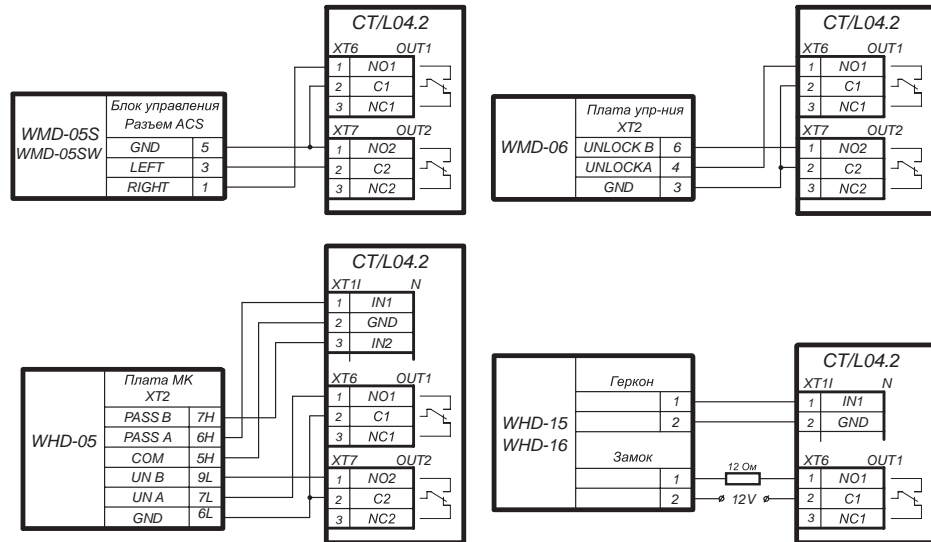 CT/L04.2
XT6 OUT1
1 NO1
2 C1
3 NC1
XT7 OUT2
1 NO2
2 C2
3 NC2
WMD-05S
WMD-05SW
Блок управления
Разъем ACS
GND 5
LEFT 3
RIGHT 1
CT/L04.2
XT6 OUT1
1 NO1
2 C1
3 NC1
XT7 OUT2
1 NO2
2 C2
3 NC2
WMD-06
Плата упр-ния
XT2
UNLOCK B 6
UNLOCKA 4
GND 3
CT/L04.2
XT1I N
1 IN1
2 GND
3 IN2
XT6 OUT1
1 NO1
2 C1
3 NC1
XT7 OUT2
1 NO2
2 C2
3 NC2
WHD-05
Плата МК
XT2
PASS B 7H
PASS A 6H
COM 5H
UN B 9L
UN A 7L
GND 6L
WHD-15
WHD-16
Геркон
1
2
Замок
1
2
12 Ом
12V
CT/L04.2
XT1I N
1 IN1
2 GND
XT6 OUT1
1 NO1
2 C1
3 NC1